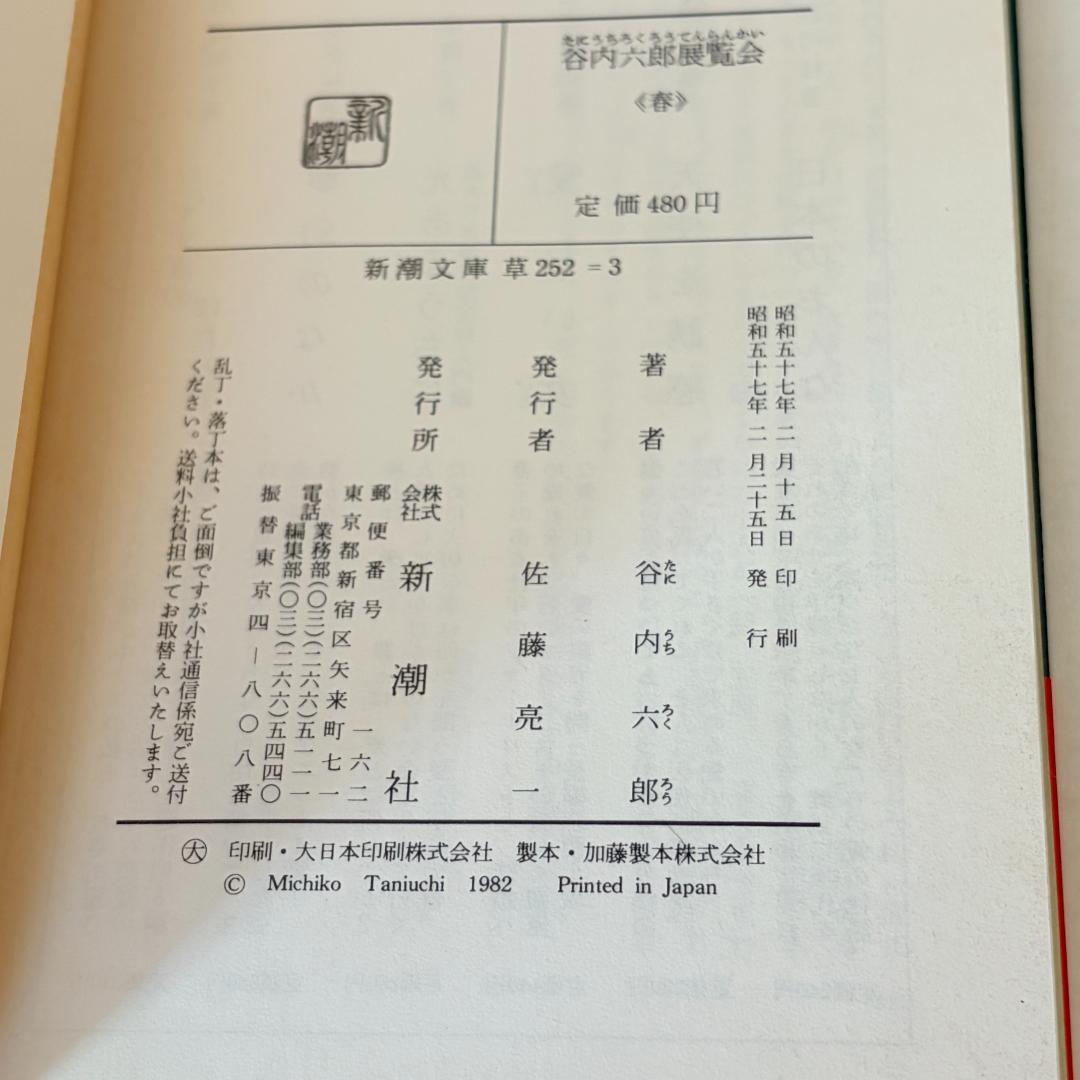 たにうちろくろうてんらんかい
谷内六郎展覧会
《春》
定価480円
新潮
新潮文庫 草252=3
昭和五十七年二月十五日 印刷
昭和五十七年二月二十五日 発行
著者 谷内六郎
たにうちろくろう
発行者 佐藤亮一
発行所 株式会社 新潮社
郵便番号 一六二
東京都新宿区矢来町七一
電話 業務部(〇三)(二六六)五一一一
編集部(〇三)(二六六)五四四〇
振替東京四―八〇八番
乱丁・落丁本は、ご面倒ですが小社通信係宛ご送付
ください。送料小社負担にてお取替えいたします。
大 印刷・大日本印刷株式会社 製本・加藤製本株式会社
© Michiko Taniuchi 1982 Printed in Japan